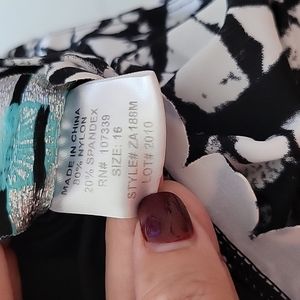 MADE IN CHINA
80% NYLON
20% SPANDEX
RN# 107339
SIZE: 16
STYLE# ZA188M
LOT# 2010